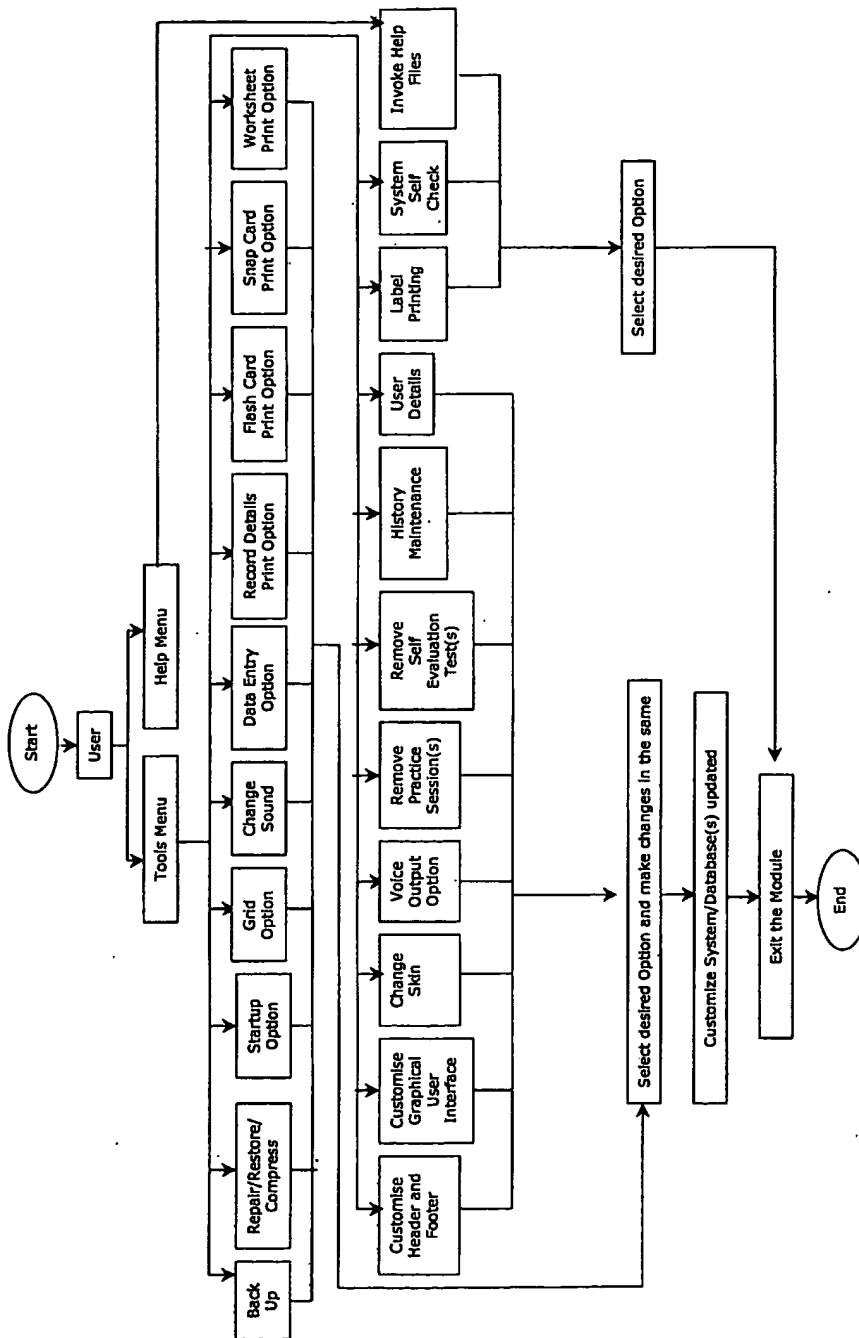 Start
User
Tools Menu
Help Menu
Back
Up
Repair/Restore/
Compress
Startup
Option
Grid
Option
Change
Sound
Data Entry
Option
Record Details
Print Option
Flash Card
Print Option
Snap Card
Print Option
Worksheet
Print Option
Customise
Header and
Footer
Customise
Graphical
User
Interface
Change
Skin
Voice
Output
Option
Remove
Practice
Session(s)
Remove
Self
Evaluation
Test(s)
History
Maintenance
User
Details
Label
Printing
System
Self
Check
Invoke Help
Files
Select desired Option and make changes in the same
Select desired Option
Customize System/Database(s) updated
Exit the Module
End